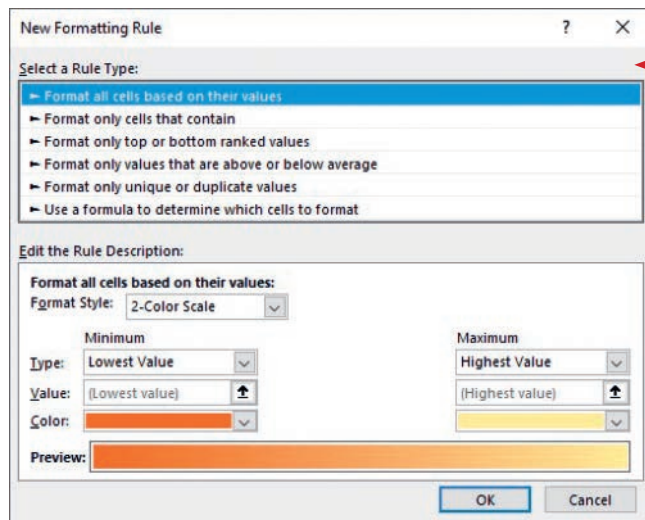 New Formatting Rule ? ×
Select a Rule Type:
► Format all cells based on their values
► Format only cells that contain
► Format only top or bottom ranked values
► Format only values that are above or below average
► Format only unique or duplicate values
► Use a formula to determine which cells to format
Edit the Rule Description:
Format all cells based on their values:
Format Style: 2-Color Scale
Minimum Maximum
Type: Lowest Value Highest Value
Value: (Lowest value) (Highest value)
Color:
Preview:
OK Cancel